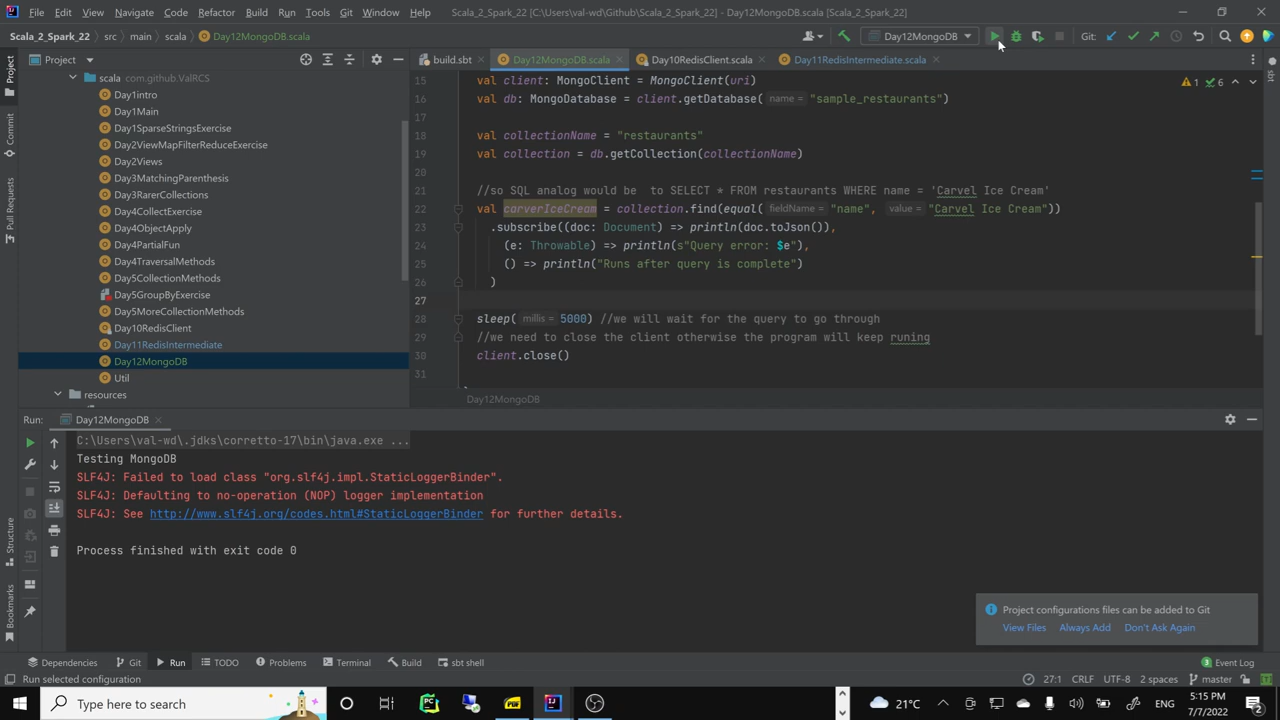 File Edit View Navigate Code Refactor Build Run Tools Git Window Help Scala_2_Spark_22 [C:\Users\val-wd\Github\Scala_2_Spark_22] - Day12MongoDB.scala [Scala_2_Spark_22]
Scala_2_Spark_22 src main scala Day12MongoDB.scala Day12MongoDB Git:
Project build.sbt Day12MongoDB.scala Day10RedisClient.scala Day11RedisIntermediate.scala
scala com.github.ValRCS
Day1intro
Day1Main
Day1SparseStringsExercise
Day2ViewMapFilterReduceExercise
Day2Views
Day3MatchingParenthesis
Day3RarerCollections
Day4CollectExercise
Day4ObjectApply
Day4PartialFun
Day4TraversalMethods
Day5CollectionMethods
Day5GroupByExercise
Day5MoreCollectionMethods
Day10RedisClient
Day11RedisIntermediate
Day12MongoDB
Util
resources
15 val client: MongoClient = MongoClient(uri)
16 val db: MongoDatabase = client.getDatabase( name = "sample_restaurants")
17
18 val collectionName = "restaurants"
19 val collection = db.getCollection(collectionName)
20
21 //so SQL analog would be  to SELECT * FROM restaurants WHERE name = 'Carvel Ice Cream'
22 val carverIceCream = collection.find(equal( fieldName = "name", value = "Carvel Ice Cream"))
23 .subscribe((doc: Document) => println(doc.toJson()),
24 (e: Throwable) => println(s"Query error: $e"),
25 () => println("Runs after query is complete")
26 )
27
28 sleep( millis = 5000) //we will wait for the query to go through
29 //we need to close the client otherwise the program will keep runing
30 client.close()
31
1 6
Day12MongoDB
Project
Commit
Pull Requests
Structure
Bookmarks
sbt
Run: Day12MongoDB
C:\Users\val-wd\.jdks\corretto-17\bin\java.exe ...
Testing MongoDB
SLF4J: Failed to load class "org.slf4j.impl.StaticLoggerBinder".
SLF4J: Defaulting to no-operation (NOP) logger implementation
SLF4J: See http://www.slf4j.org/codes.html#StaticLoggerBinder for further details.
Process finished with exit code 0
Project configurations files can be added to Git
View Files Always Add Don't Ask Again
Dependencies Git Run TODO Problems Terminal Build sbt shell 3 Event Log
Run selected configuration 27:1 CRLF UTF-8 2 spaces master
Type here to search 21°C ENG 5:15 PM
7/7/2022 2